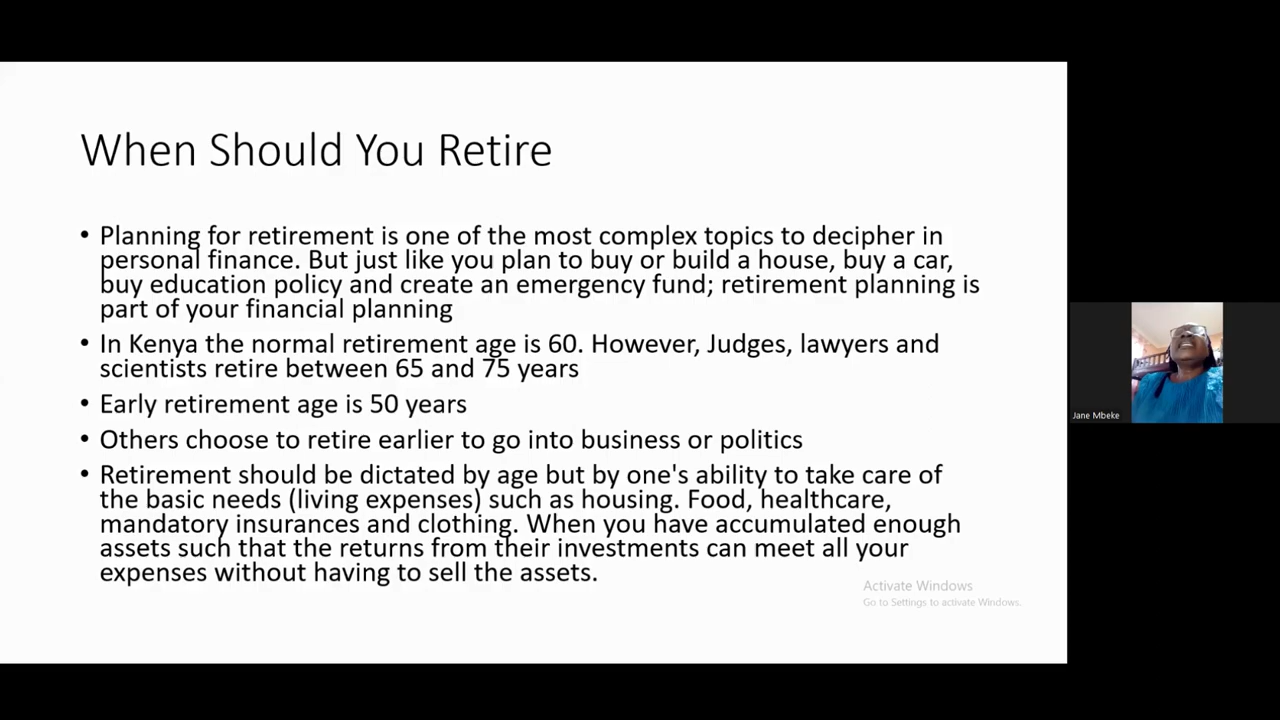 When Should You Retire
• Planning for retirement is one of the most complex topics to decipher in
personal finance. But just like you plan to buy or build a house, buy a car,
buy education policy and create an emergency fund; retirement planning is
part of your financial planning
• In Kenya the normal retirement age is 60. However, Judges, lawyers and
scientists retire between 65 and 75 years
• Early retirement age is 50 years
• Others choose to retire earlier to go into business or politics
• Retirement should be dictated by age but by one's ability to take care of
the basic needs (living expenses) such as housing. Food, healthcare,
mandatory insurances and clothing. When you have accumulated enough
assets such that the returns from their investments can meet all your
expenses without having to sell the assets.
Activate Windows
Go to Settings to activate Windows.
Jane Mbeke